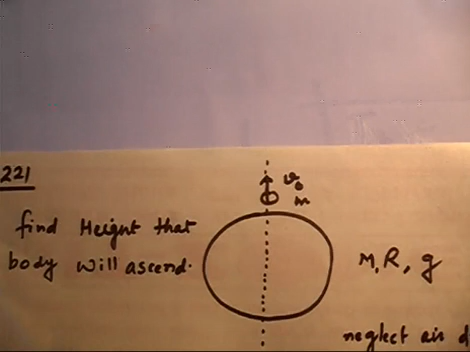 221
v₀
m
find Height that
body will ascend.
M, R, g
neglect air